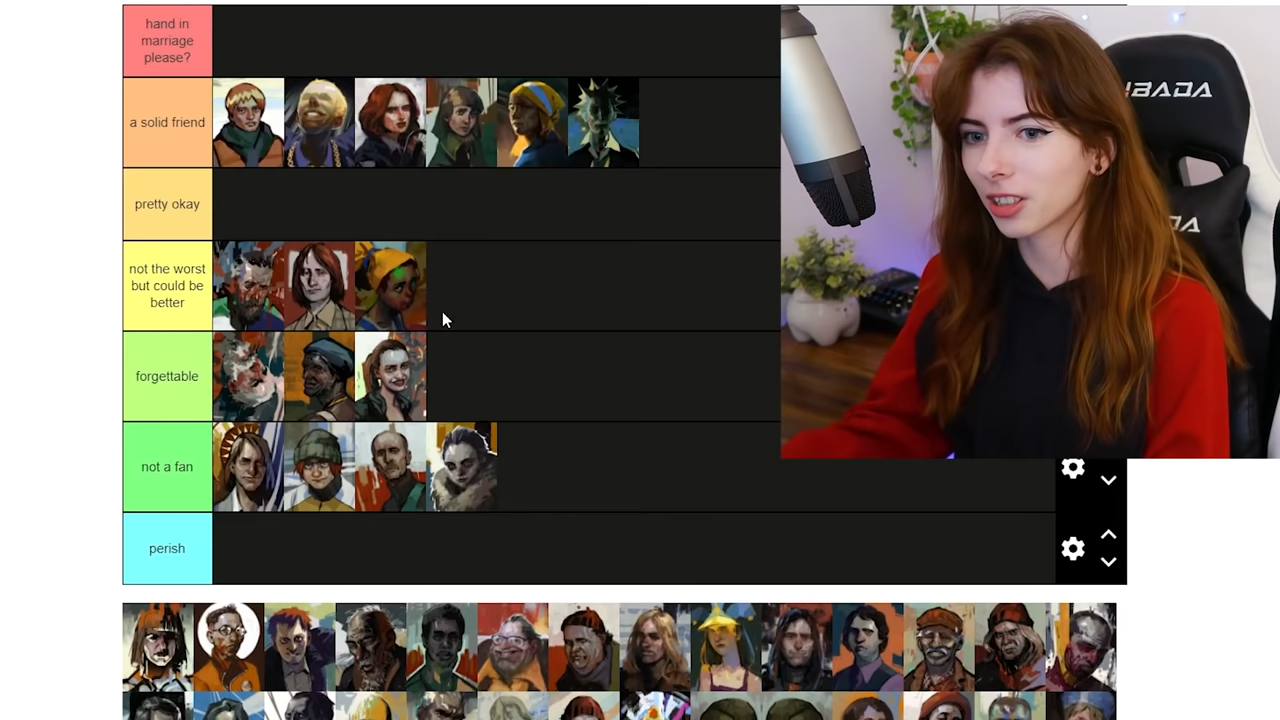 hand in
marriage
please?
a solid friend
pretty okay
not the worst
but could be
better
forgettable
not a fan
perish